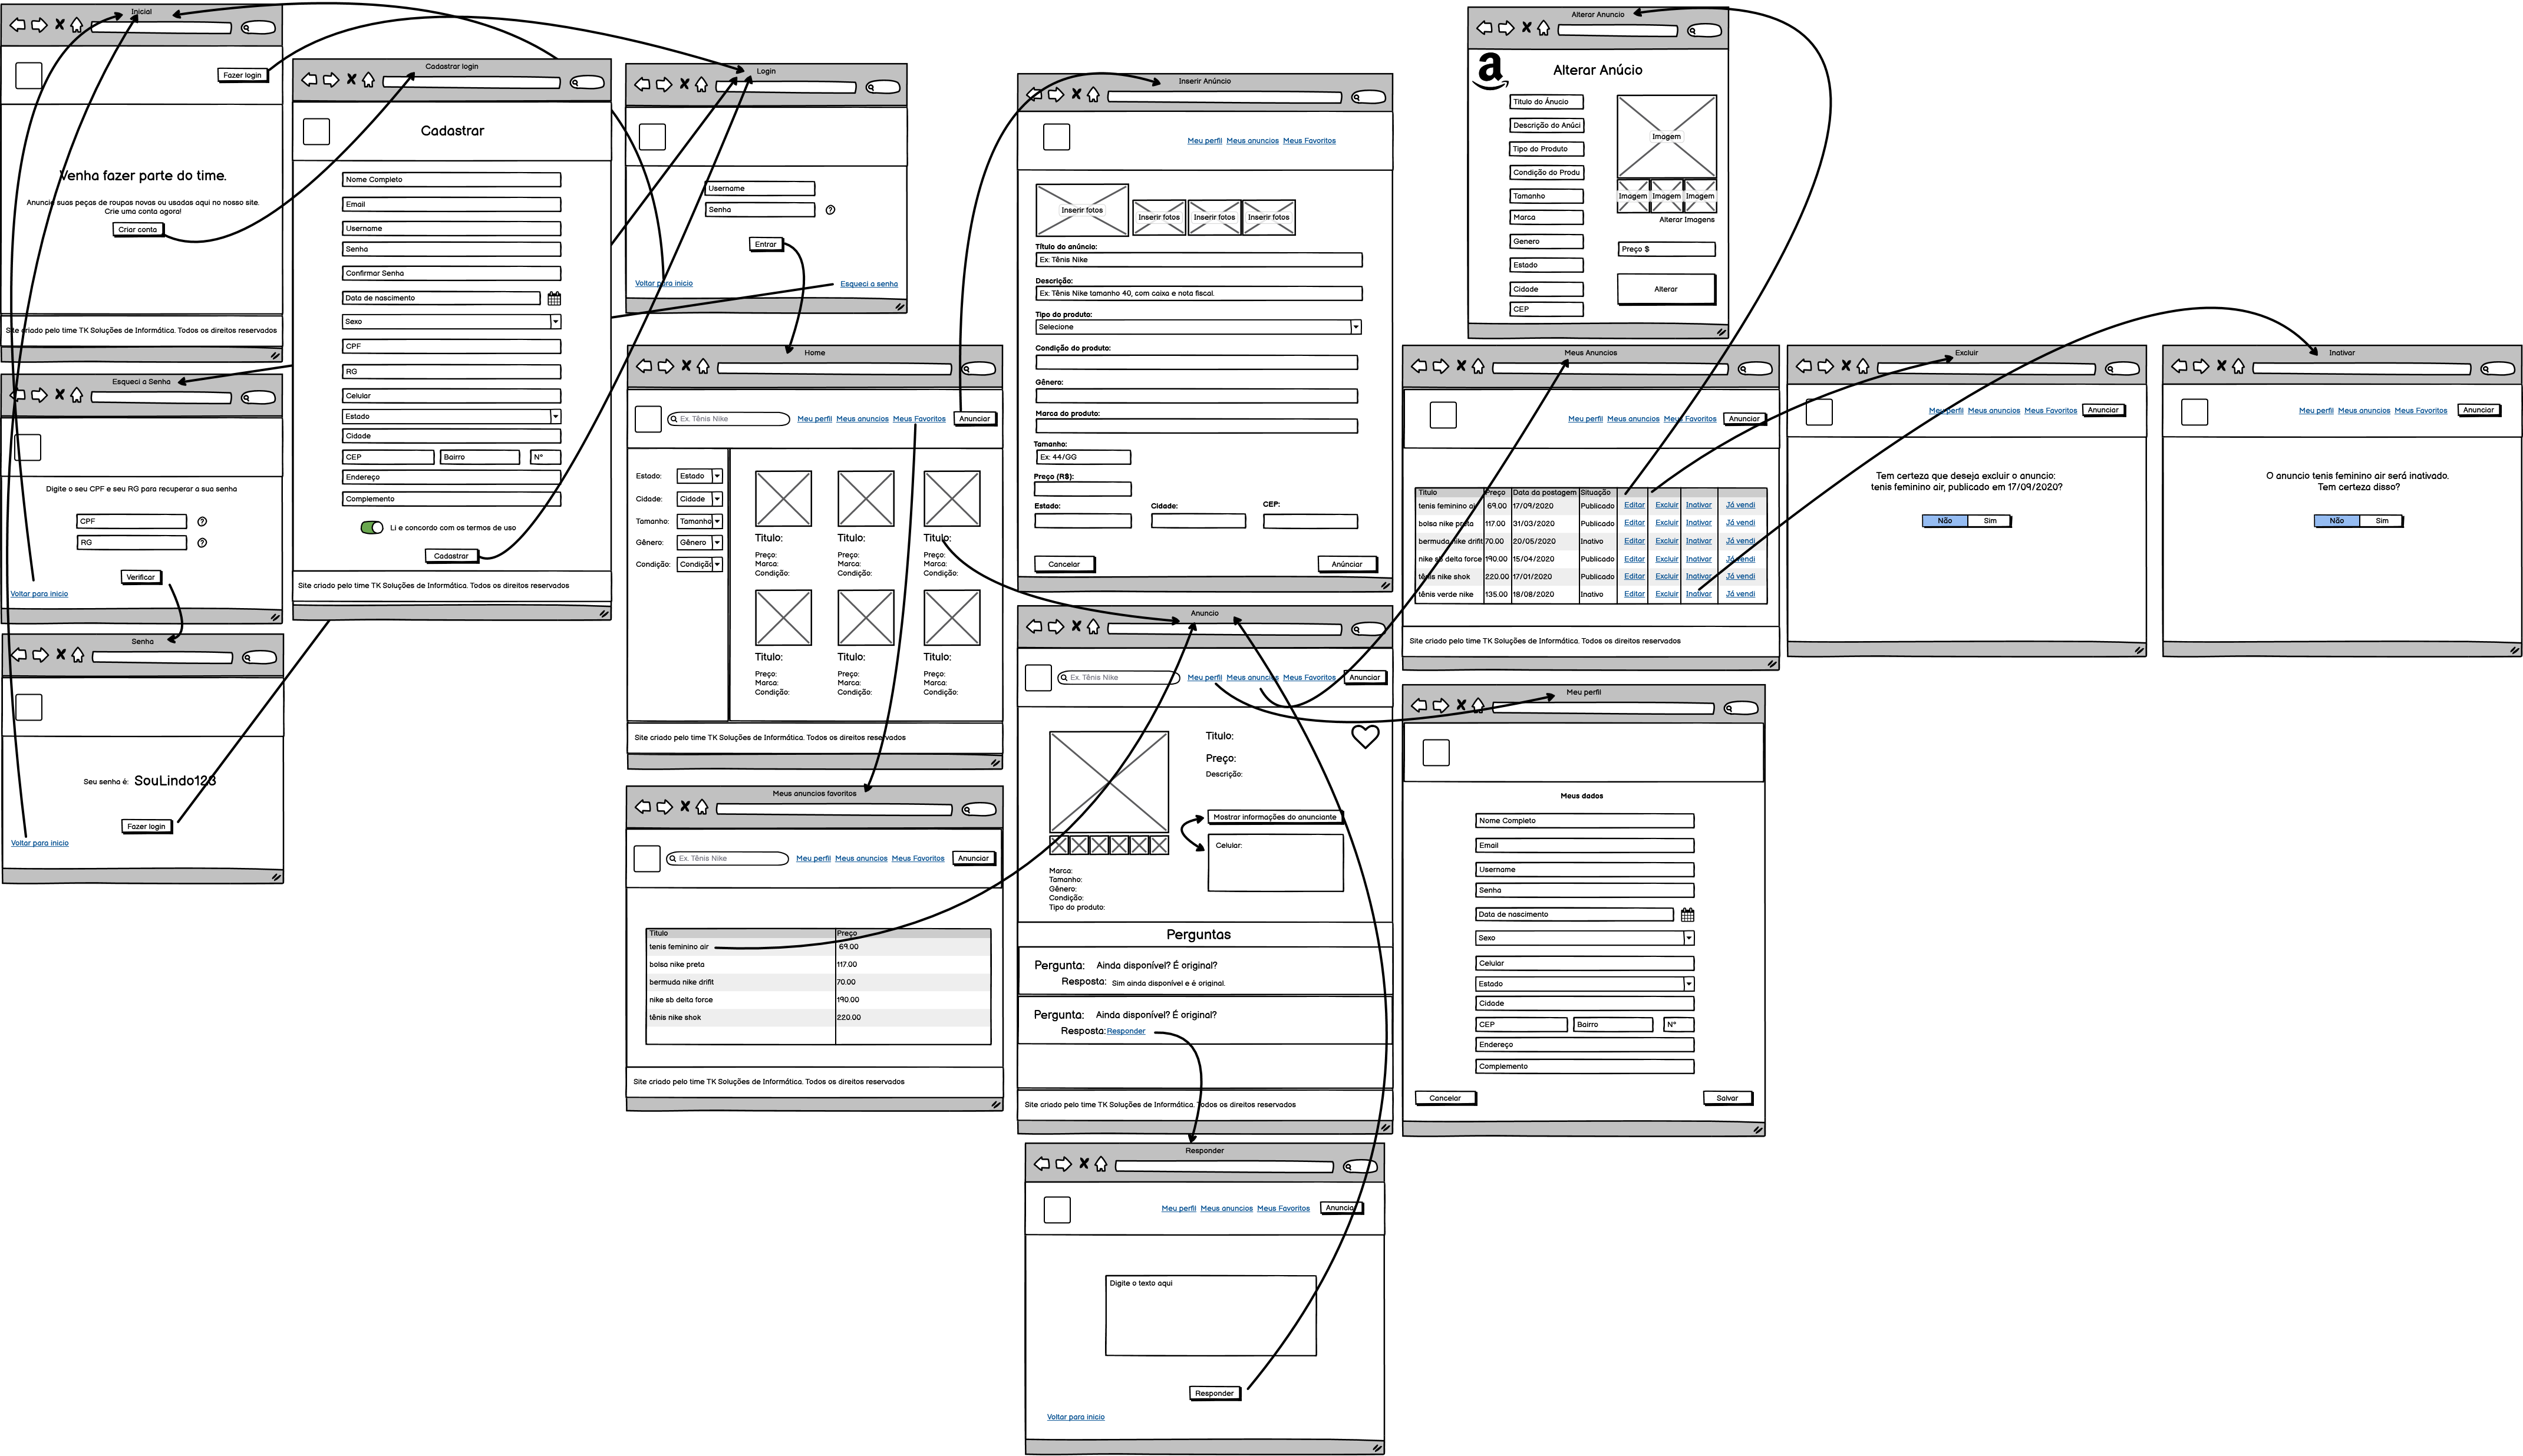 Inicial
Fazer login
Venha fazer parte do time.
Anuncie suas peças de roupas novas ou usadas aqui no nosso site.
Crie uma conta agora!
Criar conta
Site criado pelo time TK Soluções de Informática. Todos os direitos reservados
Esqueci a Senha
Digite o seu CPF e seu RG para recuperar a sua senha
CPF
?
RG
?
Verificar
Voltar para inicio
Senha
Seu senha é: SouLindo123
Fazer login
Voltar para inicio
Cadastrar login
Cadastrar
Nome Completo
Email
Username
Senha
Confirmar Senha
Data de nascimento
Sexo
CPF
RG
Celular
Estado
Cidade
CEP Bairro N°
Endereço
Complemento
Li e concordo com os termos de uso
Cadastrar
Site criado pelo time TK Soluções de Informática. Todos os direitos reservados
Login
Username
Senha ?
Entrar
Voltar para inicio Esqueci a senha
Home
Ex. Tênis Nike Meu perfil Meus anuncios Meus Favoritos Anunciar
Estado: Estado
Cidade: Cidade
Tamanho: Tamanho
Gênero: Gênero
Condição: Condição
Titulo: Titulo: Titulo:
Preço: Preço: Preço:
Marca: Marca: Marca:
Condição: Condição: Condição:
Titulo: Titulo: Titulo:
Preço: Preço: Preço:
Marca: Marca: Marca:
Condição: Condição: Condição:
Site criado pelo time TK Soluções de Informática. Todos os direitos reservados
Meus anuncios favoritos
Ex. Tênis Nike Meu perfil Meus anuncios Meus Favoritos Anunciar
Titulo Preço
tenis feminino air 69.00
bolsa nike preta 117.00
bermuda nike drifit 70.00
nike sb delta force 190.00
tênis nike shok 220.00
Site criado pelo time TK Soluções de Informática. Todos os direitos reservados
Inserir Anúncio
Meu perfil Meus anuncios Meus Favoritos
Inserir fotos Inserir fotos Inserir fotos Inserir fotos
Título do anúncio:
Ex: Tênis Nike
Descrição:
Ex: Tênis Nike tamanho 40, com caixa e nota fiscal.
Tipo do produto:
Selecione
Condição do produto:
Gênero:
Marca do produto:
Tamanho:
Ex: 44/GG
Preço (R$):
Estado: Cidade: CEP:
Cancelar Anúnciar
Anuncio
Ex. Tênis Nike Meu perfil Meus anuncios Meus Favoritos Anunciar
Titulo:
Preço:
Descrição:
Mostrar informações do anunciante
Celular:
Marca:
Tamanho:
Gênero:
Condição:
Tipo do produto:
Perguntas
Pergunta: Ainda disponível? É original?
Resposta: Sim ainda disponível e é original.
Pergunta: Ainda disponível? É original?
Resposta: Responder
Site criado pelo time TK Soluções de Informática. Todos os direitos reservados
Responder
Meu perfil Meus anuncios Meus Favoritos Anunciar
Digite o texto aqui
Responder
Voltar para inicio
Alterar Anuncio
a
Alterar Anúcio
Titulo do Ánucio
Descrição do Anúci
Tipo do Produto
Condição do Produ
Tamanho
Marca
Genero
Estado
Cidade
CEP
Imagem
Imagem Imagem Imagem
Alterar Imagens
Preço $
Alterar
Meus Anuncios
Meu perfil Meus anuncios Meus Favoritos Anunciar
Titulo Preço Data da postagem Situação
tenis feminino air 69.00 17/09/2020 Publicado Editar Excluir Inativar Já vendi
bolsa nike preta 117.00 31/03/2020 Publicado Editar Excluir Inativar Já vendi
bermuda nike drifit 70.00 20/05/2020 Inativo Editar Excluir Inativar Já vendi
nike sb delta force 190.00 15/04/2020 Publicado Editar Excluir Inativar Já vendi
tênis nike shok 220.00 17/01/2020 Publicado Editar Excluir Inativar Já vendi
tênis verde nike 135.00 18/08/2020 Inativo Editar Excluir Inativar Já vendi
Site criado pelo time TK Soluções de Informática. Todos os direitos reservados
Meu perfil
Meus dados
Nome Completo
Email
Username
Senha
Data de nascimento
Sexo
Celular
Estado
Cidade
CEP Bairro N°
Endereço
Complemento
Cancelar Salvar
Excluir
Meu perfil Meus anuncios Meus Favoritos Anunciar
Tem certeza que deseja excluir o anuncio:
tenis feminino air, publicado em 17/09/2020?
Não Sim
Inativar
Meu perfil Meus anuncios Meus Favoritos Anunciar
O anuncio tenis feminino air será inativado.
Tem certeza disso?
Não Sim